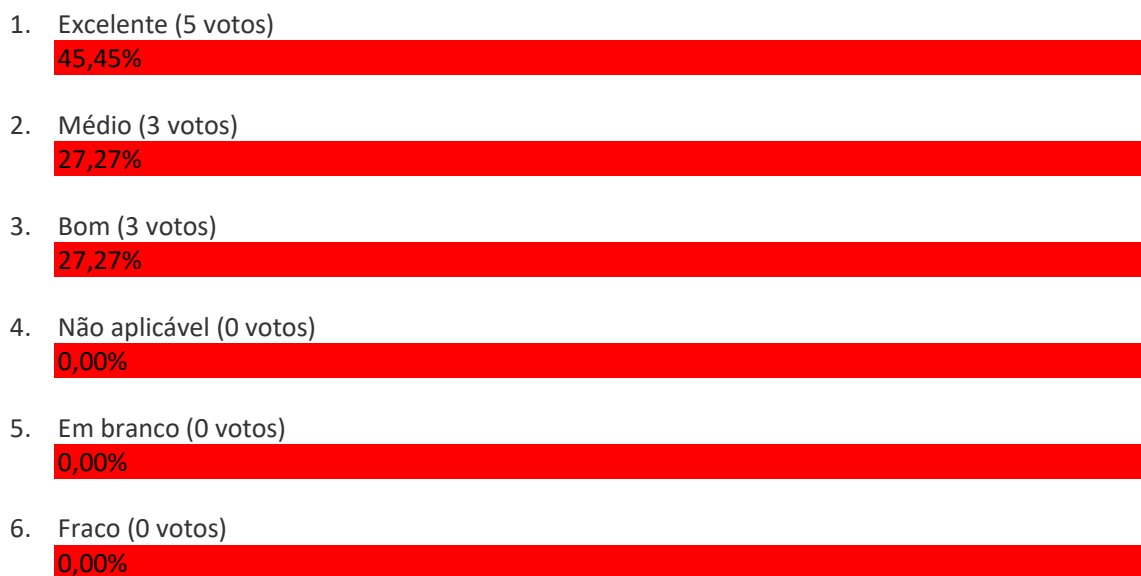 1. Excelente (5 votos)
45,45%
2. Médio (3 votos)
27,27%
3. Bom (3 votos)
27,27%
4. Não aplicável (0 votos)
0,00%
5. Em branco (0 votos)
0,00%
6. Fraco (0 votos)
0,00%